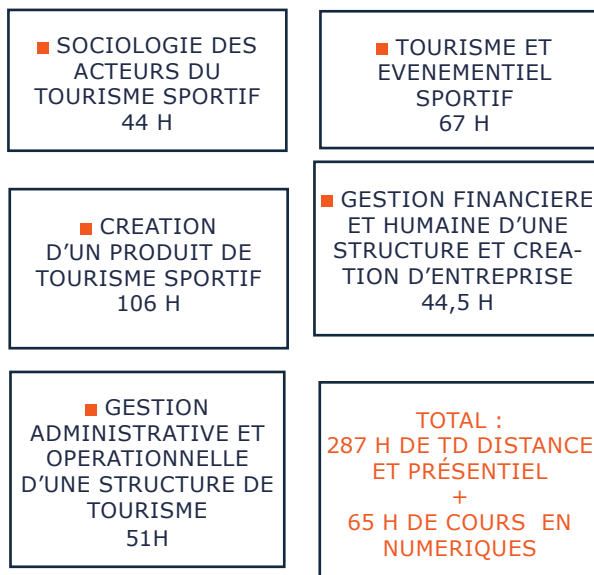 SOCIOLOGIE DES
ACTEURS DU
TOURISME SPORTIF
44 H
TOURISME ET
EVENEMENTIEL
SPORTIF
67 H
CREATION
D'UN PRODUIT DE
TOURISME SPORTIF
106 H
GESTION FINANCIERE
ET HUMAINE D'UNE
STRUCTURE ET CREA-
TION D'ENTREPRISE
44,5 H
GESTION
ADMINISTRATIVE ET
OPERATIONNELLE
D'UNE STRUCTURE DE
TOURISME
51H
TOTAL :
287 H DE TD DISTANCE
ET PRÉSENTIEL
+
65 H DE COURS EN
NUMERIQUES